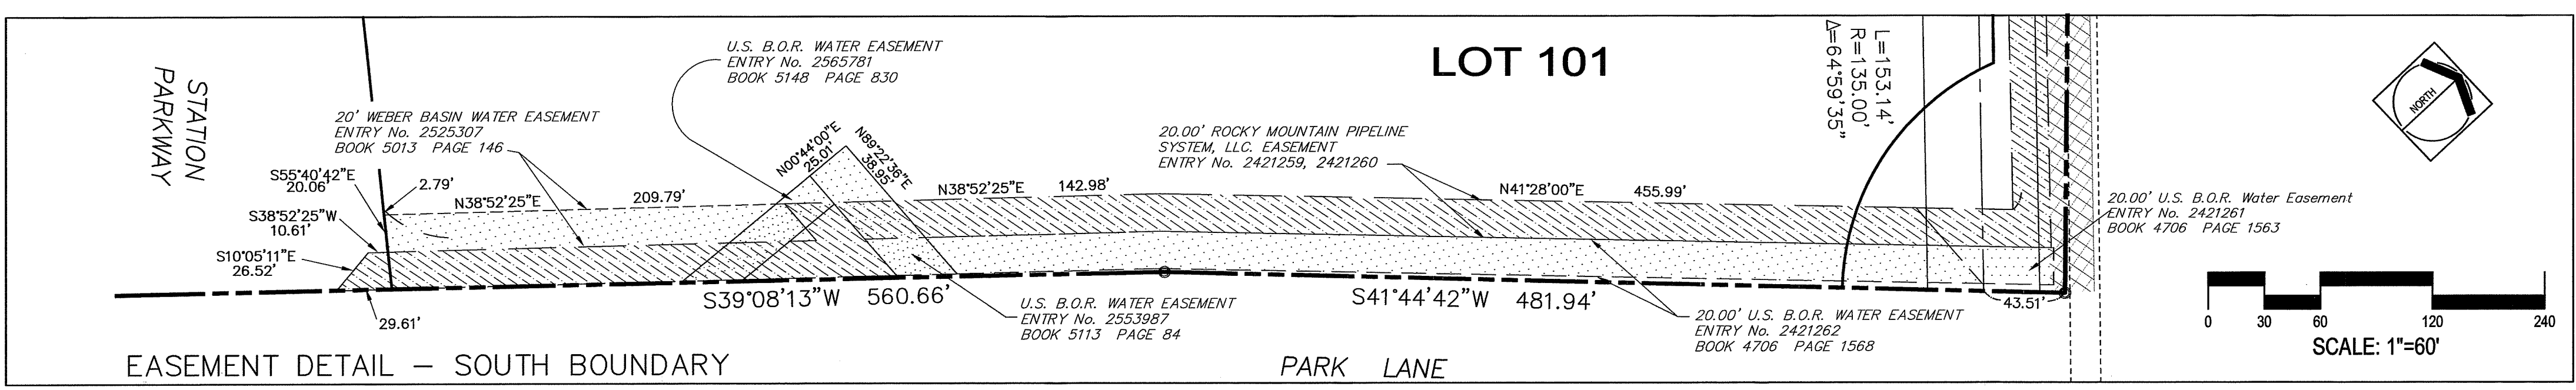 STATION
PARKWAY
20' WEBER BASIN WATER EASEMENT
ENTRY No. 2525307
BOOK 5013 PAGE 146
U.S. B.O.R. WATER EASEMENT
ENTRY No. 2565781
BOOK 5148 PAGE 830
LOT 101
L=153.14'
R=135.00'
Δ=64°59'35"
NORTH
20.00' ROCKY MOUNTAIN PIPELINE
SYSTEM, LLC. EASEMENT
ENTRY No. 2421259, 2421260
N00°44'00"E
25.01'
N89°22'36"E
38.95'
S55°40'42"E
20.06'
2.79'
N38°52'25"E 209.79'
N38°52'25"E 142.98'
N41°28'00"E 455.99'
S38°52'25"W
10.61'
S10°05'11"E
26.52'
20.00' U.S. B.O.R. Water Easement
ENTRY No. 2421261
BOOK 4706 PAGE 1563
29.61'
S39°08'13"W 560.66'
S41°44'42"W 481.94'
43.51'
U.S. B.O.R. WATER EASEMENT
ENTRY No. 2553987
BOOK 5113 PAGE 84
20.00' U.S. B.O.R. WATER EASEMENT
ENTRY No. 2421262
BOOK 4706 PAGE 1568
0 30 60 120 240
SCALE: 1"=60'
EASEMENT DETAIL – SOUTH BOUNDARY
PARK LANE